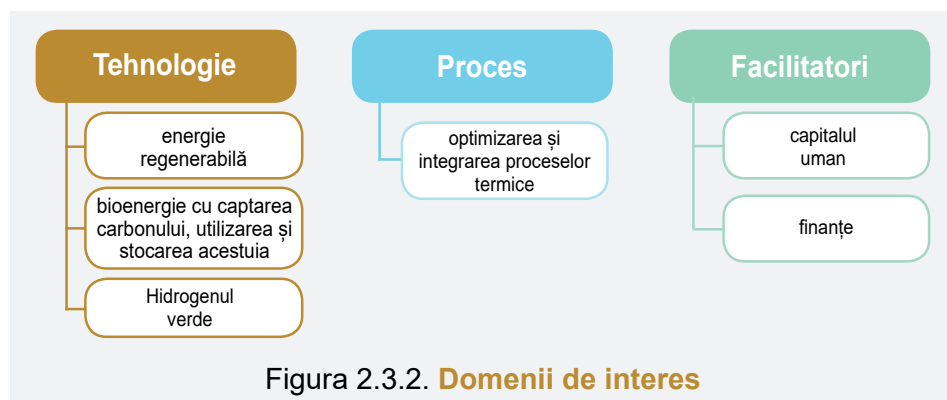 Tehnologie
energie
regenerabilă
bioenergie cu captarea
carbonului, utilizarea și
stocarea acestuia
Hidrogenul
verde
Proces
optimizarea și
integrarea proceselor
termice
Facilitatori
capitalul
uman
finanțe
Figura 2.3.2. Domenii de interes